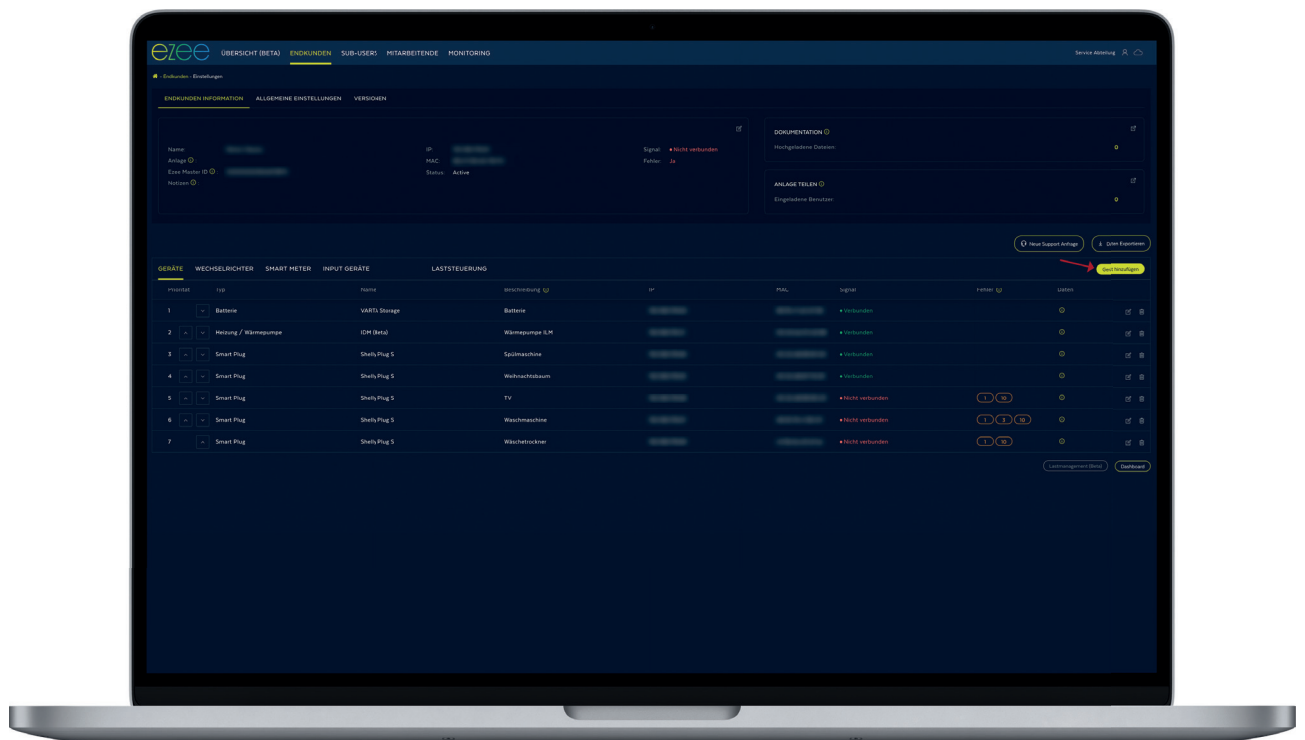 ezee ÜBERSICHT (BETA) ENDKUNDEN SUB-USERS MITARBEITENDE MONITORING Service Abteilung
Endkunden - Einstellungen
ENDKUNDEN INFORMATION ALLGEMEINE EINSTELLUNGEN VERSIONEN
Name:
Anlage
Ezee Master ID
Notizen
IP:
MAC:
Status: Active
Signal: Nicht verbunden
Fehler: Ja
DOKUMENTATION
Hochgeladene Dateien: 0
ANLAGE TEILEN
Eingeladene Benutzer: 0
Neue Support Anfrage Daten Exportieren
GERÄTE WECHSELRICHTER SMART METER INPUT GERÄTE LASTSTEUERUNG Gerät hinzufügen
Priorität Typ Name Beschreibung IP MAC Signal Fehler Daten
1 Batterie VARTA Storage Batterie Verbunden
2 Heizung / Wärmepumpe iDM (Beta) Wärmepumpe ILM Verbunden
3 Smart Plug Shelly Plug S Spülmaschine Verbunden
4 Smart Plug Shelly Plug S Weihnachtsbaum Verbunden
5 Smart Plug Shelly Plug S TV Nicht verbunden 1 10
6 Smart Plug Shelly Plug S Waschmaschine Nicht verbunden 1 3 10
7 Smart Plug Shelly Plug S Wäschetrockner Nicht verbunden 1 10
Lastmanagement (Beta) Dashboard